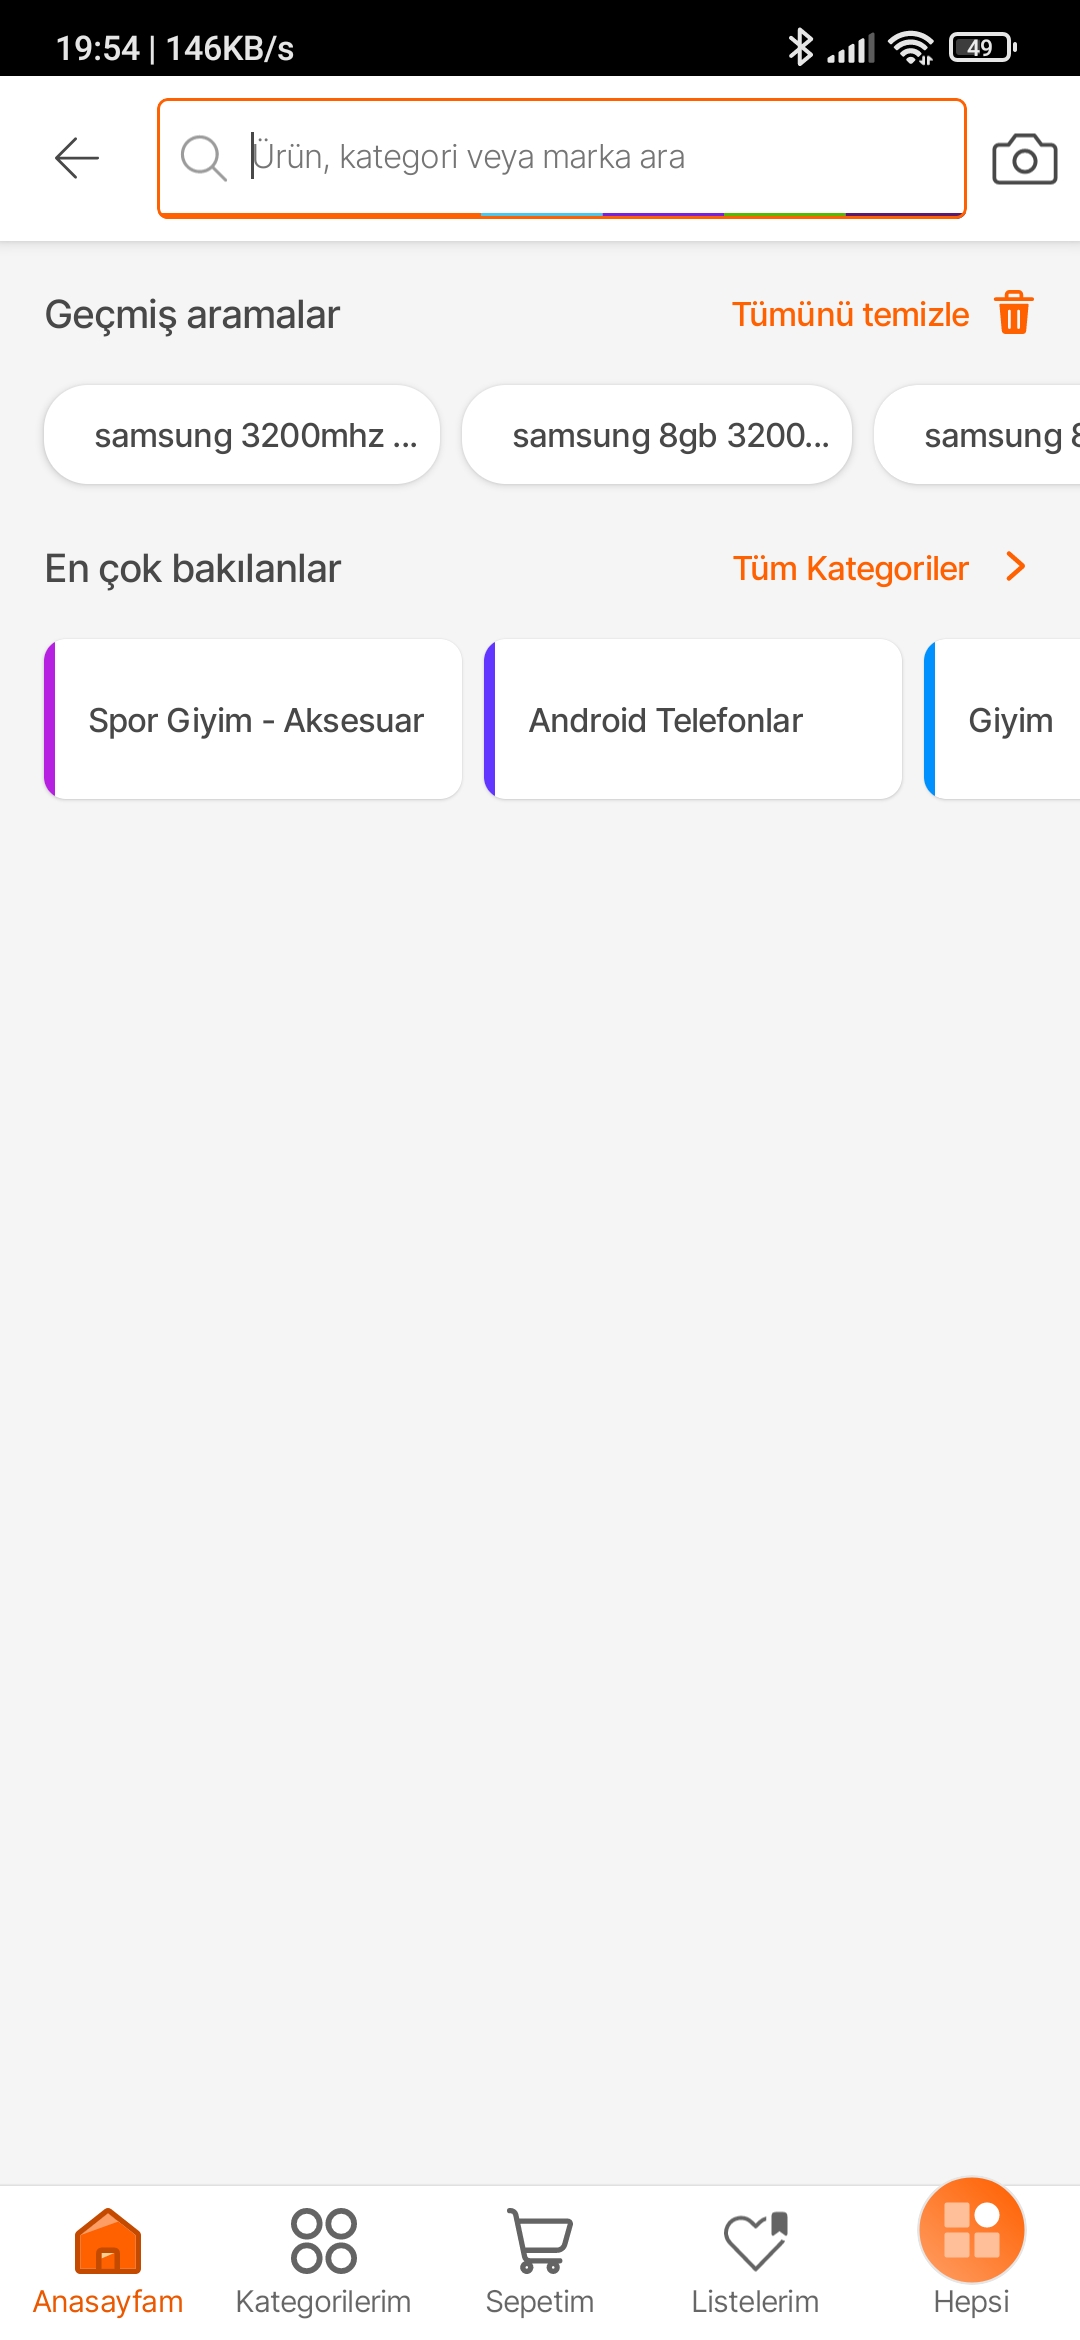 19:54 | 146KB/s 49
Ürün, kategori veya marka ara
Geçmiş aramalar Tümünü temizle
samsung 3200mhz ... samsung 8gb 3200... samsung 8
En çok bakılanlar Tüm Kategoriler
Spor Giyim - Aksesuar Android Telefonlar Giyim
Anasayfam Kategorilerim Sepetim Listelerim Hepsi